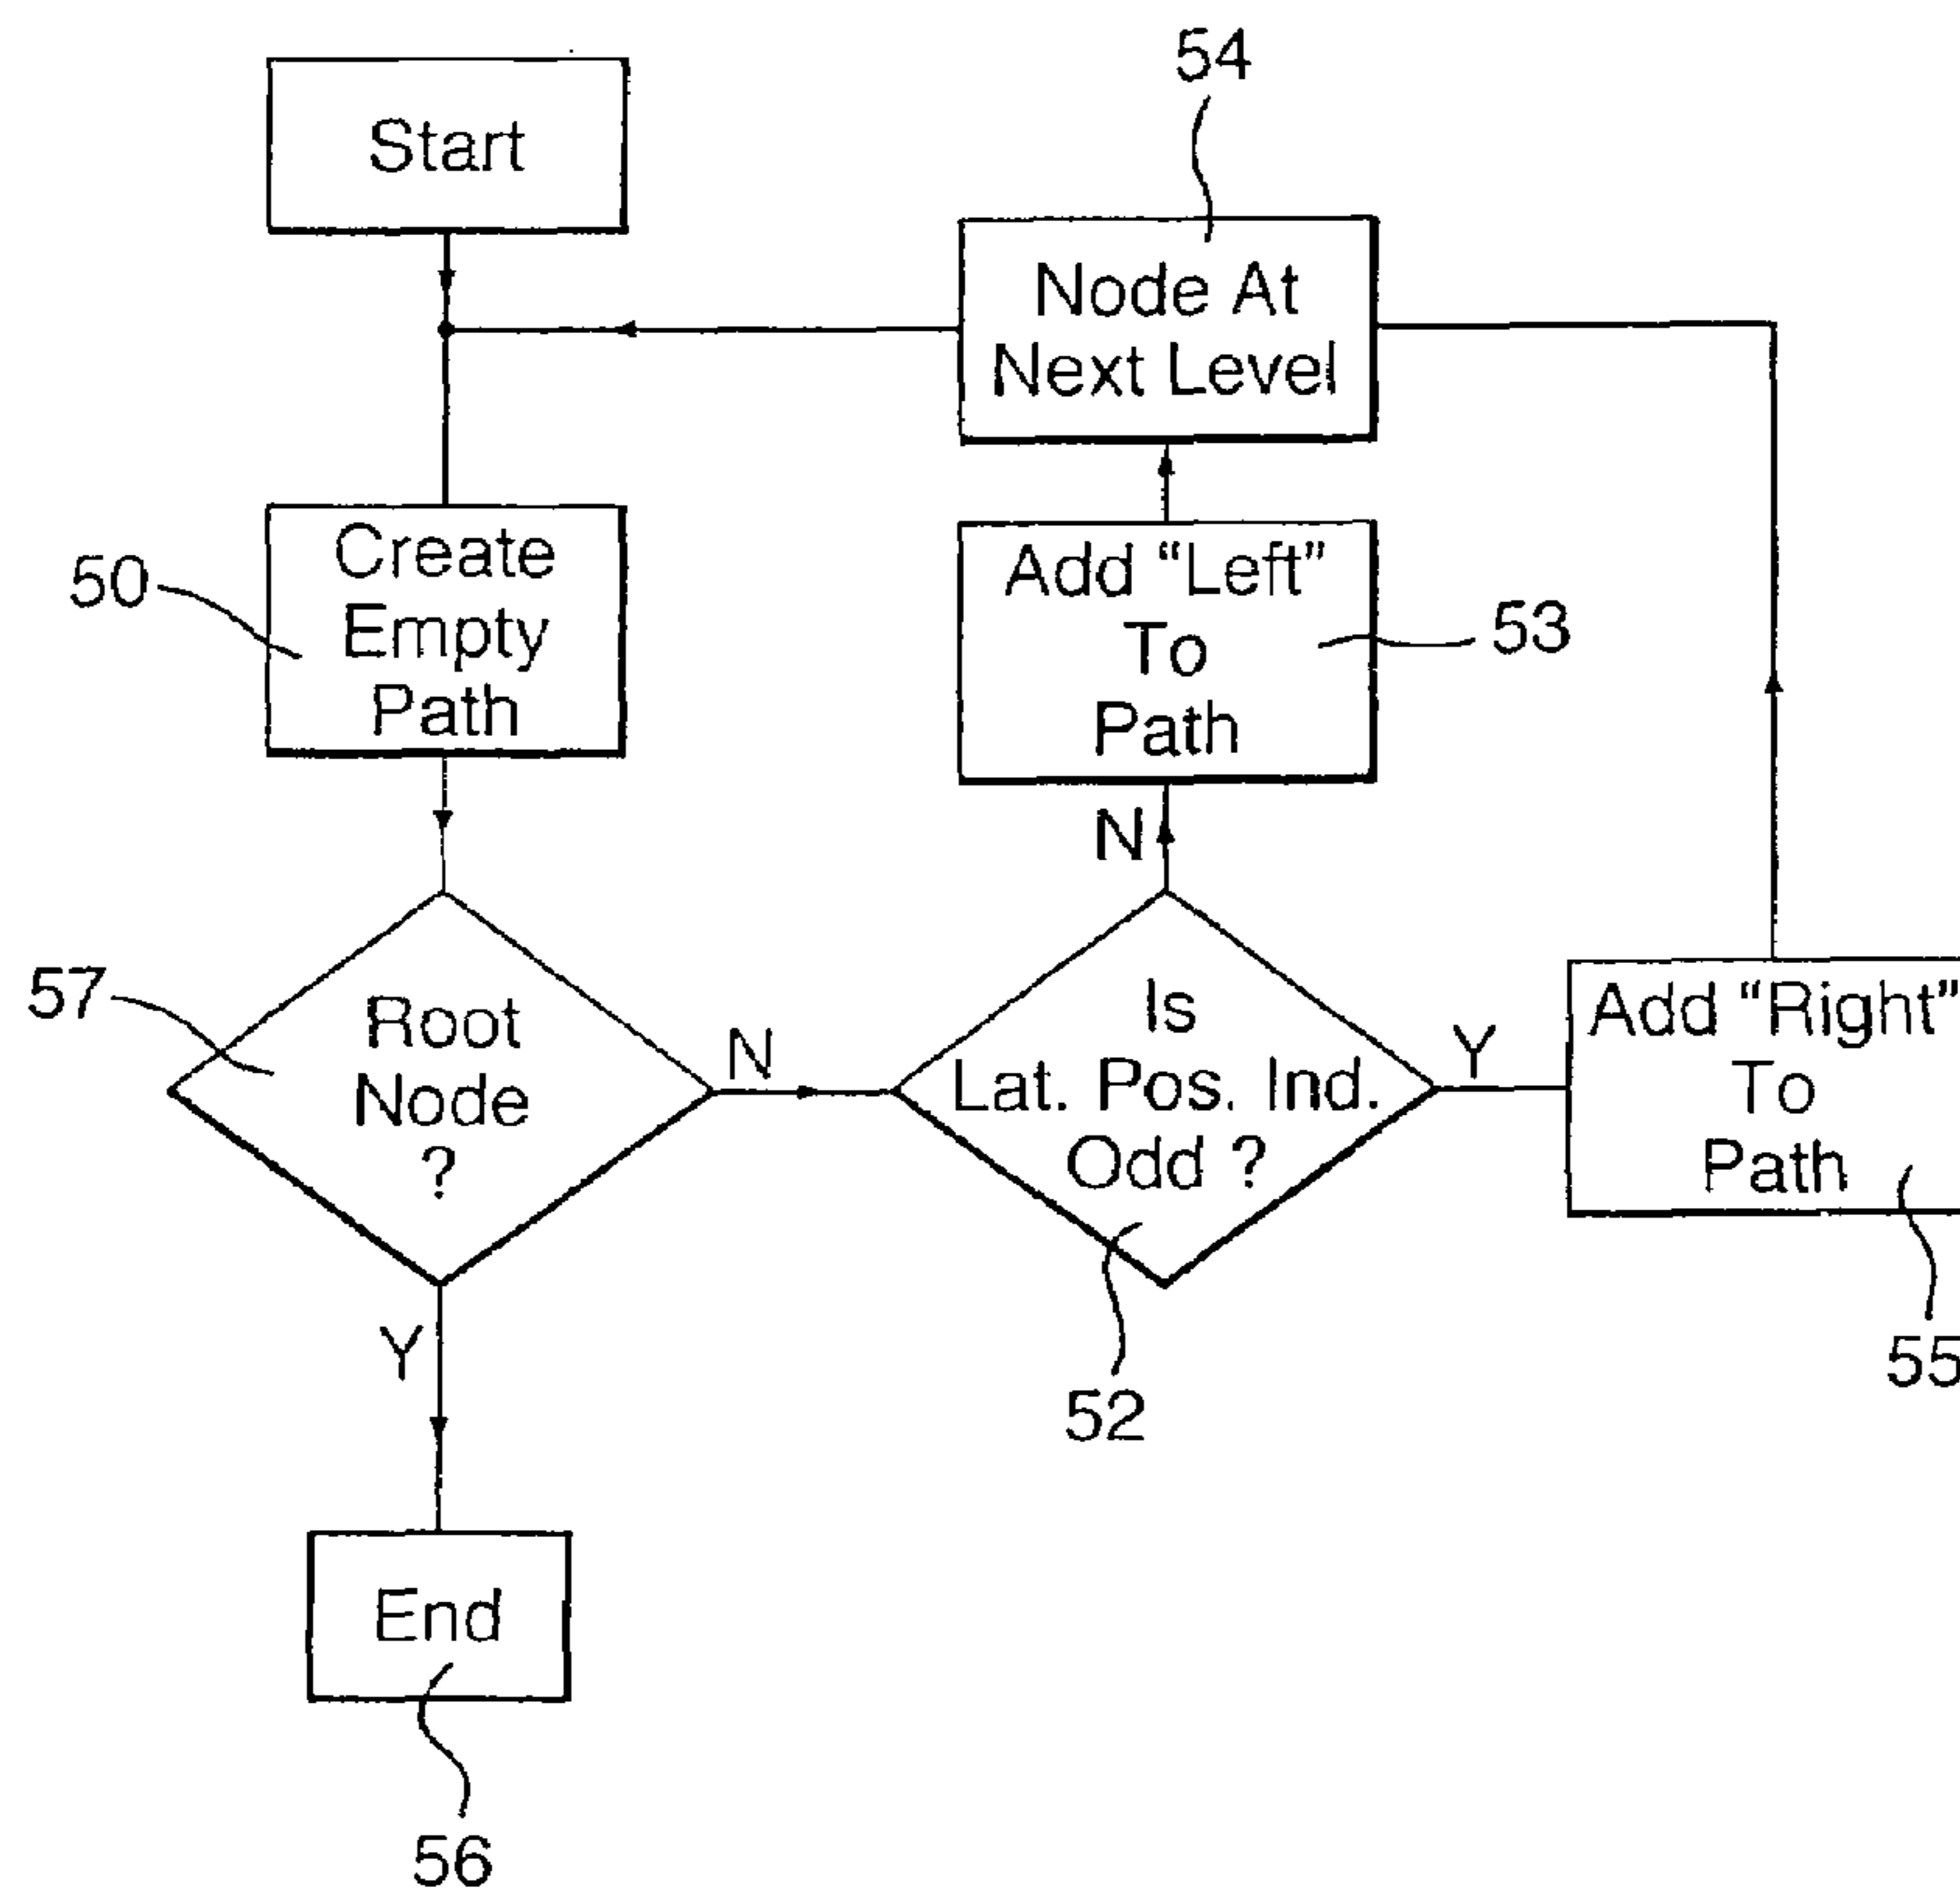 Start
54
Node At
Next Level
50
Create
Empty
Path
Add “Left”
To
Path
53
N
57
Root
Node
?
N
Is
Lat. Pos. Ind.
Odd ?
Y
Add “Right”
To
Path
Y
52
55
End
56